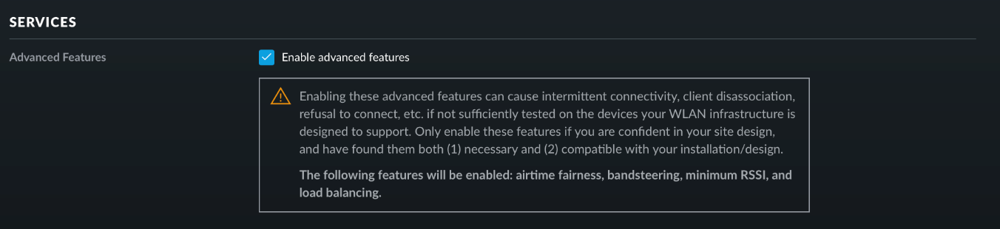 SERVICES
Advanced Features
Enable advanced features
Enabling these advanced features can cause intermittent connectivity, client disassociation,
refusal to connect, etc. if not sufficiently tested on the devices your WLAN infrastructure is
designed to support. Only enable these features if you are confident in your site design,
and have found them both (1) necessary and (2) compatible with your installation/design.
The following features will be enabled: airtime fairness, bandsteering, minimum RSSI, and
load balancing.